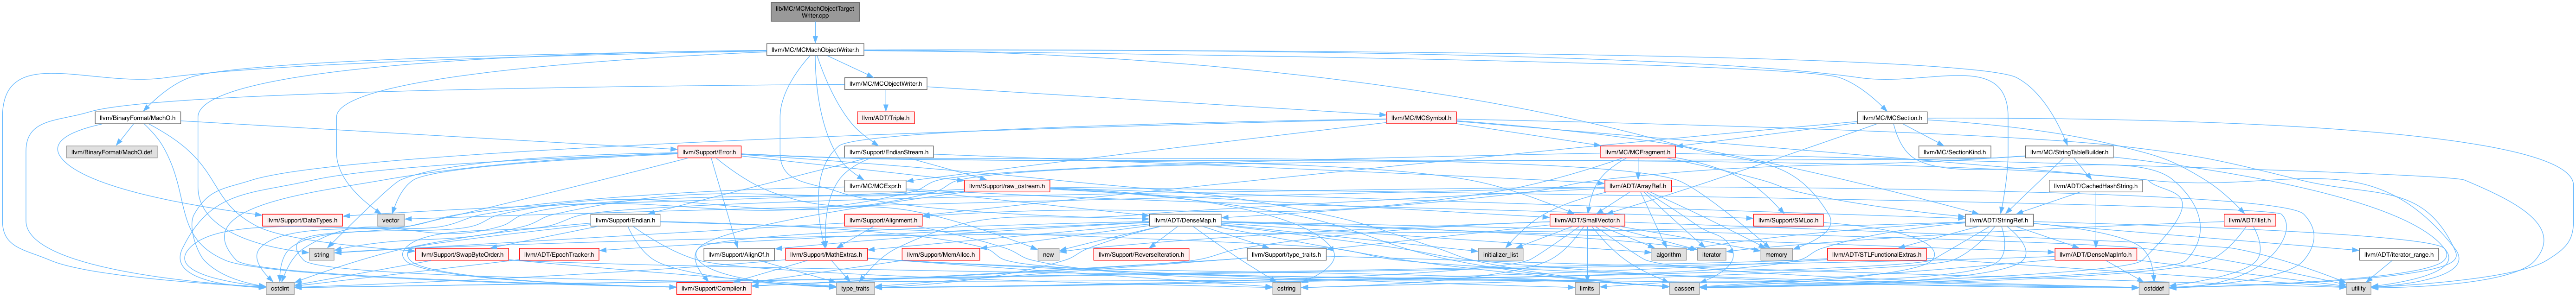 lib/MC/MCMachObjectTarget
Writer.cpp
llvm/MC/MCMachObjectWriter.h
llvm/MC/MCObjectWriter.h
llvm/BinaryFormat/MachO.h
llvm/ADT/Triple.h
llvm/MC/MCSymbol.h
llvm/MC/MCSection.h
llvm/BinaryFormat/MachO.def
llvm/Support/Error.h
llvm/Support/EndianStream.h
llvm/MC/MCFragment.h
llvm/MC/SectionKind.h
llvm/MC/StringTableBuilder.h
llvm/MC/MCExpr.h
llvm/Support/raw_ostream.h
llvm/ADT/ArrayRef.h
llvm/ADT/CachedHashString.h
llvm/Support/DataTypes.h
vector
llvm/Support/Endian.h
llvm/Support/Alignment.h
llvm/ADT/DenseMap.h
llvm/ADT/SmallVector.h
llvm/Support/SMLoc.h
llvm/ADT/StringRef.h
llvm/ADT/ilist.h
string
llvm/Support/SwapByteOrder.h
llvm/ADT/EpochTracker.h
llvm/Support/AlignOf.h
llvm/Support/MathExtras.h
llvm/Support/MemAlloc.h
new
llvm/Support/ReverseIteration.h
llvm/Support/type_traits.h
initializer_list
algorithm
iterator
memory
llvm/ADT/STLFunctionalExtras.h
llvm/ADT/DenseMapInfo.h
llvm/ADT/iterator_range.h
cstdint
llvm/Support/Compiler.h
type_traits
cstring
limits
cassert
cstddef
utility